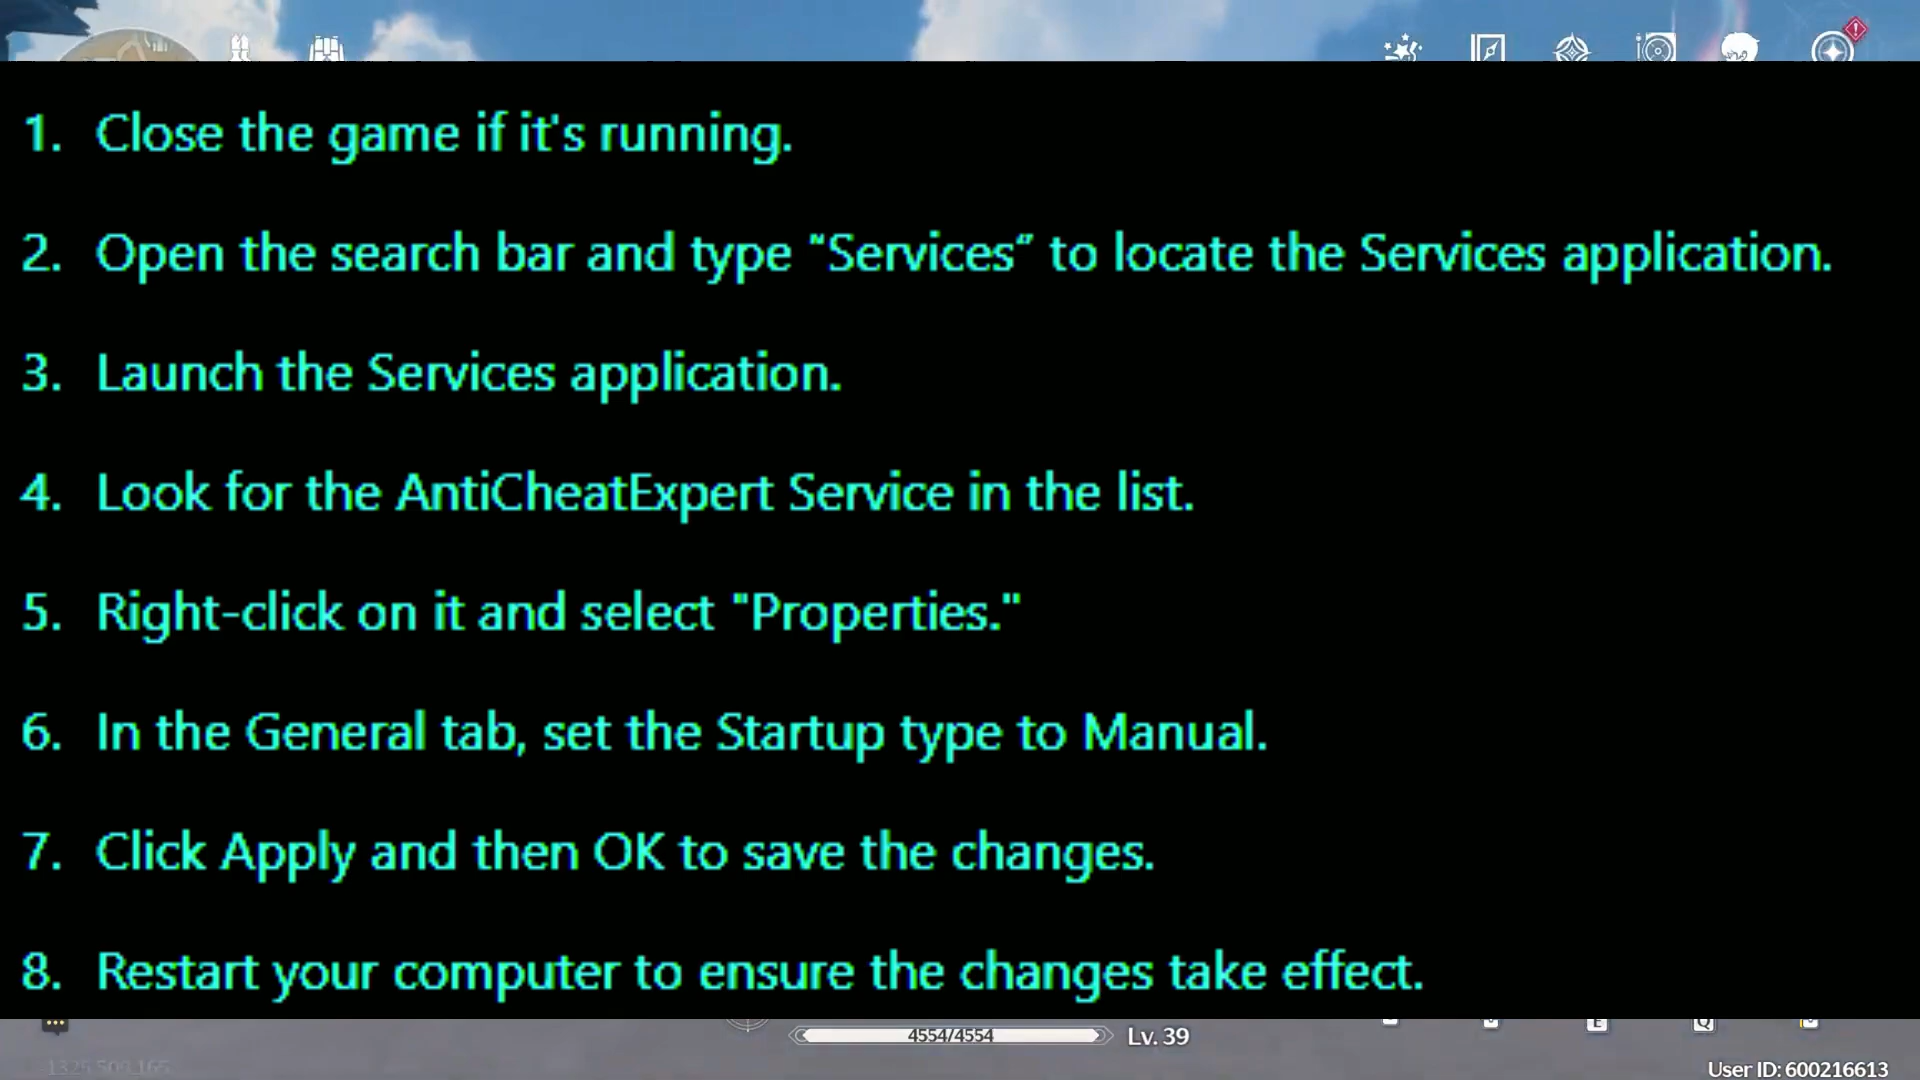 1. Close the game if it's running.
2. Open the search bar and type "Services" to locate the Services application.
3. Launch the Services application.
4. Look for the AntiCheatExpert Service in the list.
5. Right-click on it and select "Properties."
6. In the General tab, set the Startup type to Manual.
7. Click Apply and then OK to save the changes.
8. Restart your computer to ensure the changes take effect.
E
Q
4554/4554
Lv. 39
User ID: 600216613